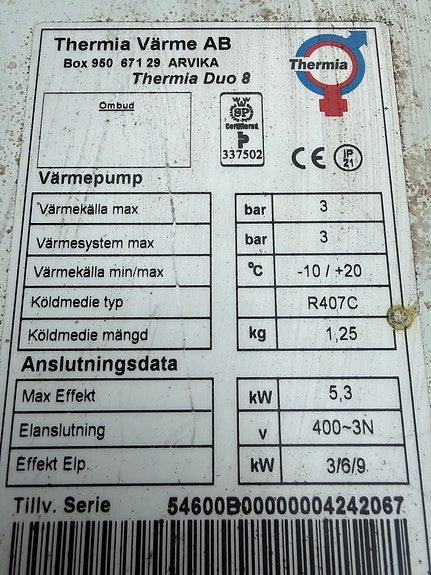 Thermia Värme AB
Box 950 671 29 ARVIKA
Thermia Duo 8
Thermia
Ombud
SP
Certifierad
P
337502
CE
IP
21
Värmepump
Värmekälla max bar 3
Värmesystem max bar 3
Värmekälla min/max °C -10 / +20
Köldmedie typ R407C
Köldmedie mängd kg 1,25
Anslutningsdata
Max Effekt kW 5,3
Elanslutning v 400~3N
Effekt Elp. kW 3/6/9
Tillv. Serie 54600B00000004242067